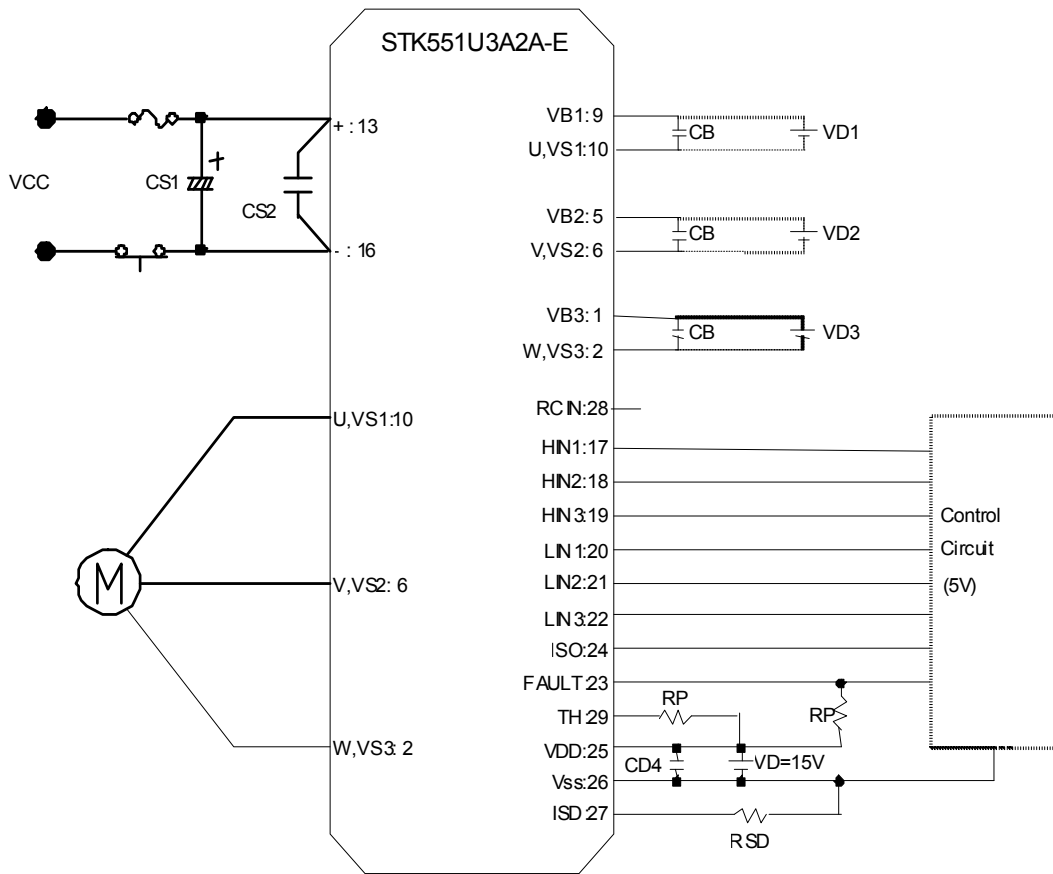 STK551U3A2A-E
VCC
CS1
+
CS2
+ : 13
- : 16
U,VS1:10
V,VS2: 6
W,VS3: 2
M
VB1: 9
U,VS1:10
VB2: 5
V,VS2: 6
VB3: 1
W,VS3: 2
RCIN:28
HIN1:17
HIN2:18
HIN3:19
LIN1:20
LIN2:21
LIN3:22
ISO:24
FAULT:23
TH:29
VDD:25
Vss:26
ISD:27
CB
VD1
CB
VD2
CB
VD3
Control
Circuit
(5V)
RP
RP
CD4
VD=15V
RSD